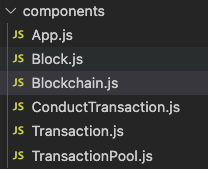 components
JS App.js
JS Block.js
JS Blockchain.js
JS ConductTransaction.js
JS Transaction.js
JS TransactionPool.js